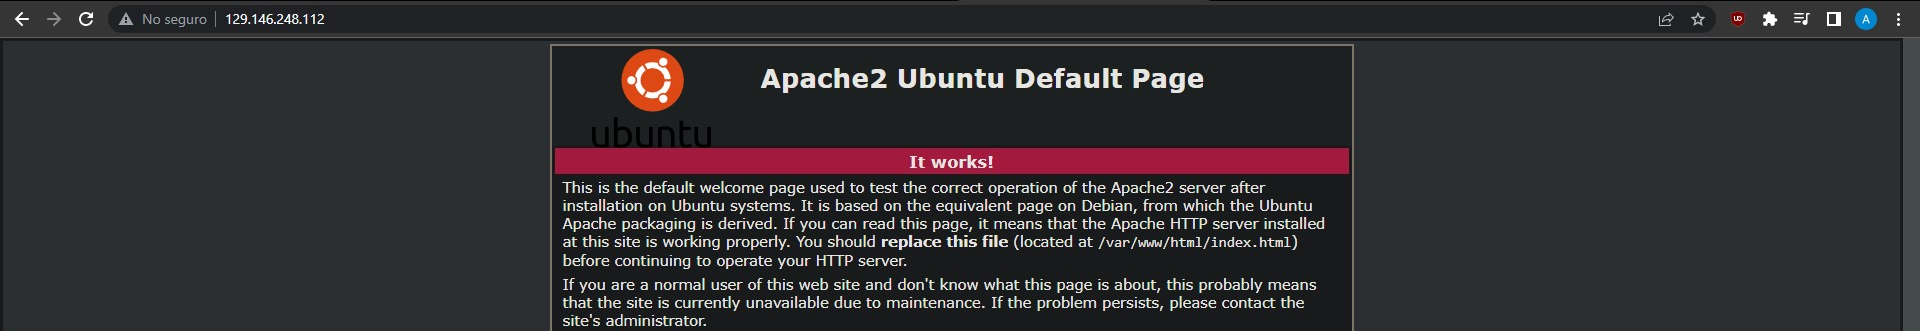 No seguro
129.146.248.112
UD
A
Apache2 Ubuntu Default Page
ubuntu
It works!
This is the default welcome page used to test the correct operation of the Apache2 server after
installation on Ubuntu systems. It is based on the equivalent page on Debian, from which the Ubuntu
Apache packaging is derived. If you can read this page, it means that the Apache HTTP server installed
at this site is working properly. You should replace this file (located at /var/www/html/index.html)
before continuing to operate your HTTP server.
If you are a normal user of this web site and don't know what this page is about, this probably means
that the site is currently unavailable due to maintenance. If the problem persists, please contact the
site's administrator.